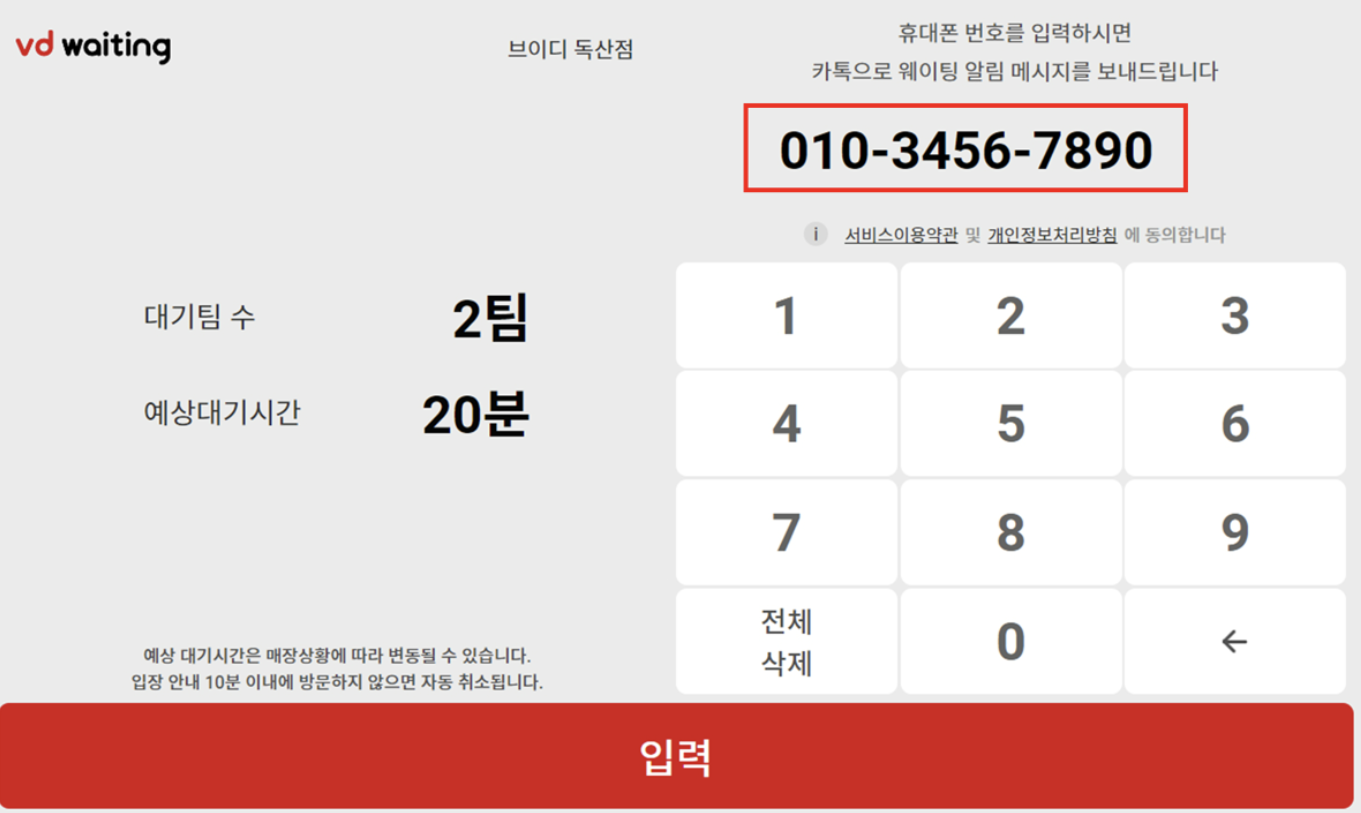 vd waiting
브이디 독산점
휴대폰 번호를 입력하시면
카톡으로 웨이팅 알림 메시지를 보내드립니다
010-3456-7890
i 서비스이용약관 및 개인정보처리방침 에 동의합니다
대기팀 수 2팀
예상대기시간 20분
예상 대기시간은 매장상황에 따라 변동될 수 있습니다.
입장 안내 10분 이내에 방문하지 않으면 자동 취소됩니다.
1 2 3
4 5 6
7 8 9
전체
삭제
0 ←
입력